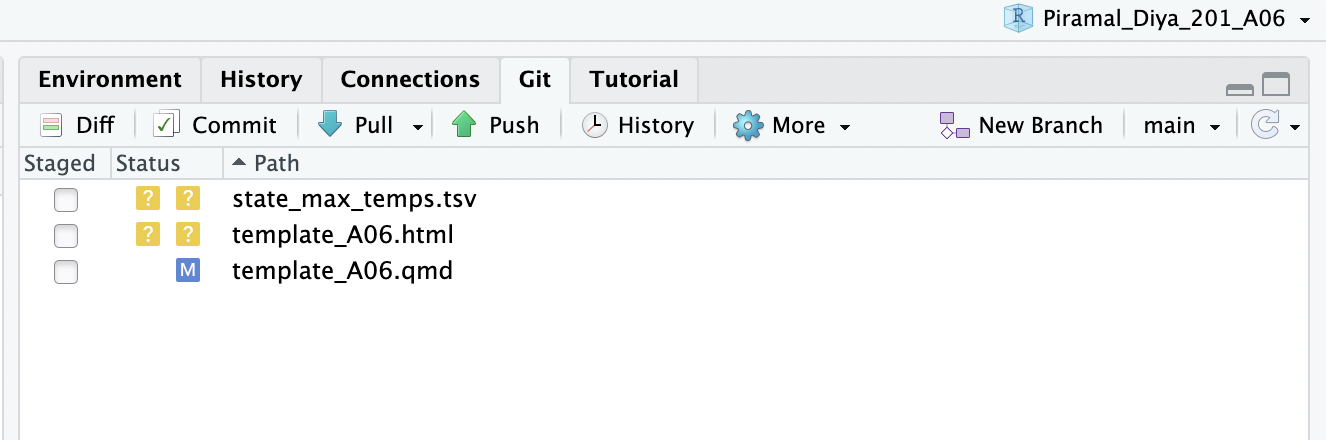 Piramal_Diya_201_A06
Environment History Connections Git Tutorial
Diff Commit Pull Push History More New Branch main
Staged Status Path
? ? state_max_temps.tsv
? ? template_A06.html
M template_A06.qmd